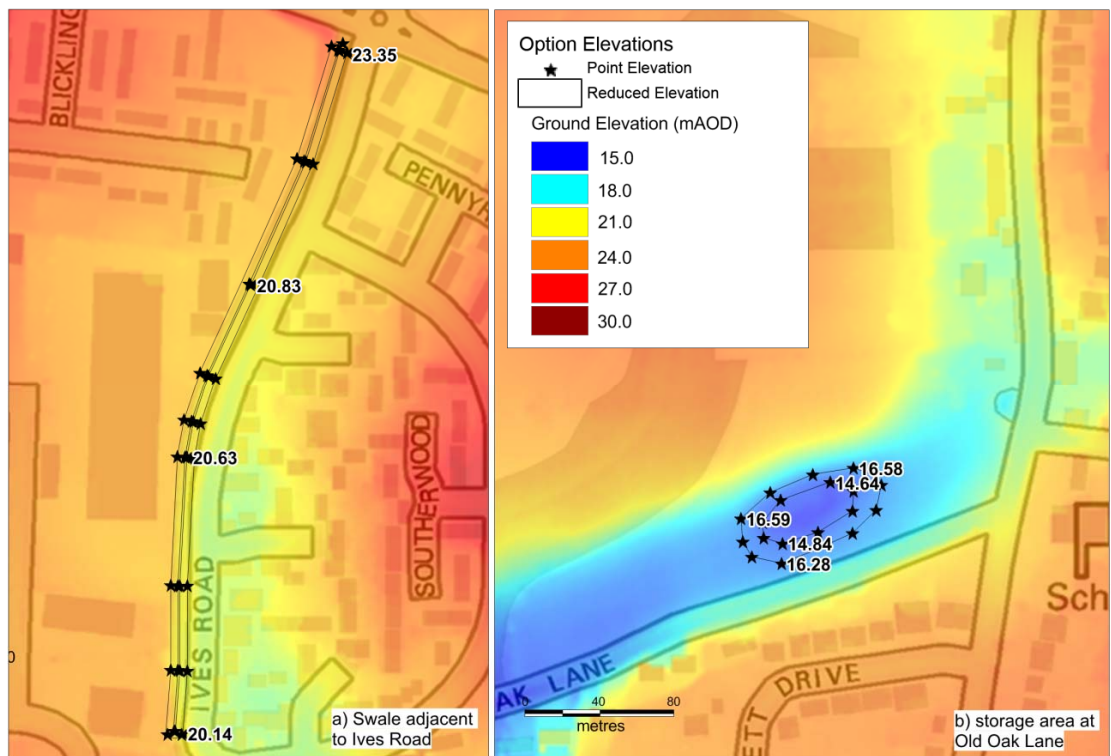 BLICKLING
23.35
PENNYR
20.83
20.63
SOUTHERWOOD
IVES ROAD
20.14
a) Swale adjacent
to Ives Road
Option Elevations
Point Elevation
Reduced Elevation
Ground Elevation (mAOD)
15.0
18.0
21.0
24.0
27.0
30.0
16.58
14.64
16.59
14.84
16.28
Sch
AK LANE
DRIVE
ET
0 40 80
metres
b) storage area at
Old Oak Lane